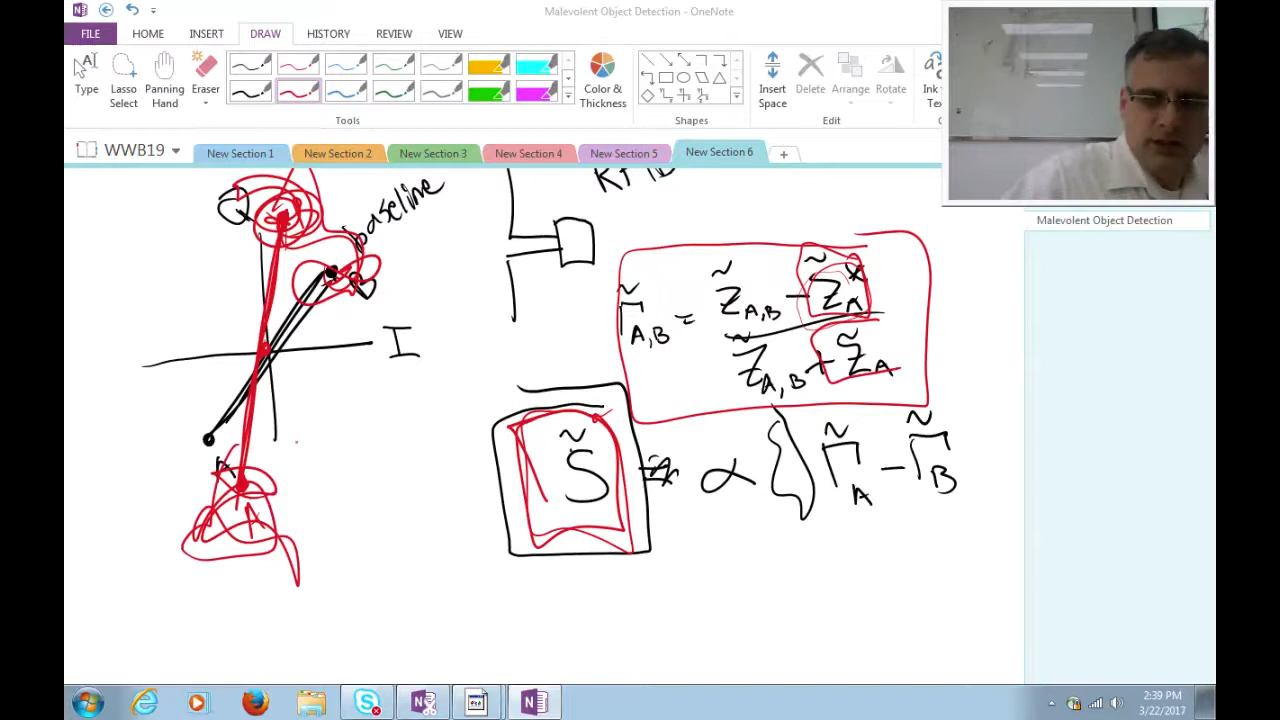 Malevolent Object Detection - OneNote
FILE HOME INSERT DRAW HISTORY REVIEW VIEW
Type
Lasso Select
Panning Hand
Eraser
Color & Thickness
Insert Space
Delete
Arrange
Rotate
Ink to
Tools
Shapes
Edit
WWB19
New Section 1 New Section 2 New Section 3 New Section 4 New Section 5 New Section 6
Malevolent Object Detection
Q
baseline
B
I
A
A
Γ̃A,B = (Z̃A,B - Z̃A*) / (Z̃A,B + Z̃A)
S̃ ∝ { Γ̃A - Γ̃B
2:39 PM
3/22/2017